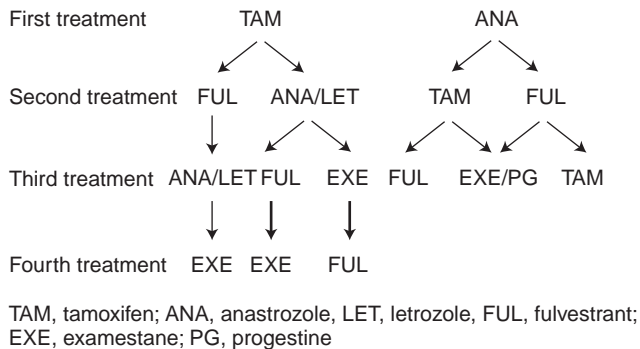 First treatment TAM ANA
Second treatment FUL ANA/LET TAM FUL
Third treatment ANA/LET FUL EXE FUL EXE/PG TAM
Fourth treatment EXE EXE FUL
TAM, tamoxifen; ANA, anastrozole, LET, letrozole, FUL, fulvestrant;
EXE, examestane; PG, progestine